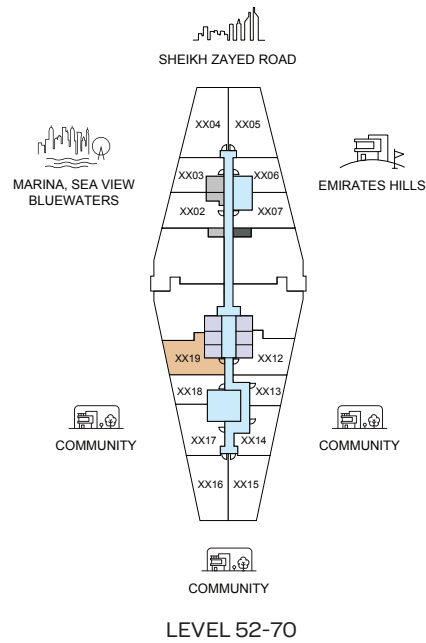 SHEIKH ZAYED ROAD
XX04 XX05
MARINA, SEA VIEW
BLUEWATERS
EMIRATES HILLS
XX03 XX06
XX02 XX07
XX19 XX12
XX18 XX13
COMMUNITY
COMMUNITY
XX17 XX14
XX16 XX15
COMMUNITY
LEVEL 52-70